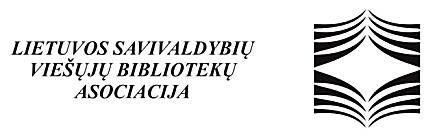 LIETUVOS SAVIVALDYBIŲ
VIEŠŲJŲ BIBLIOTEKŲ
ASOCIACIJA